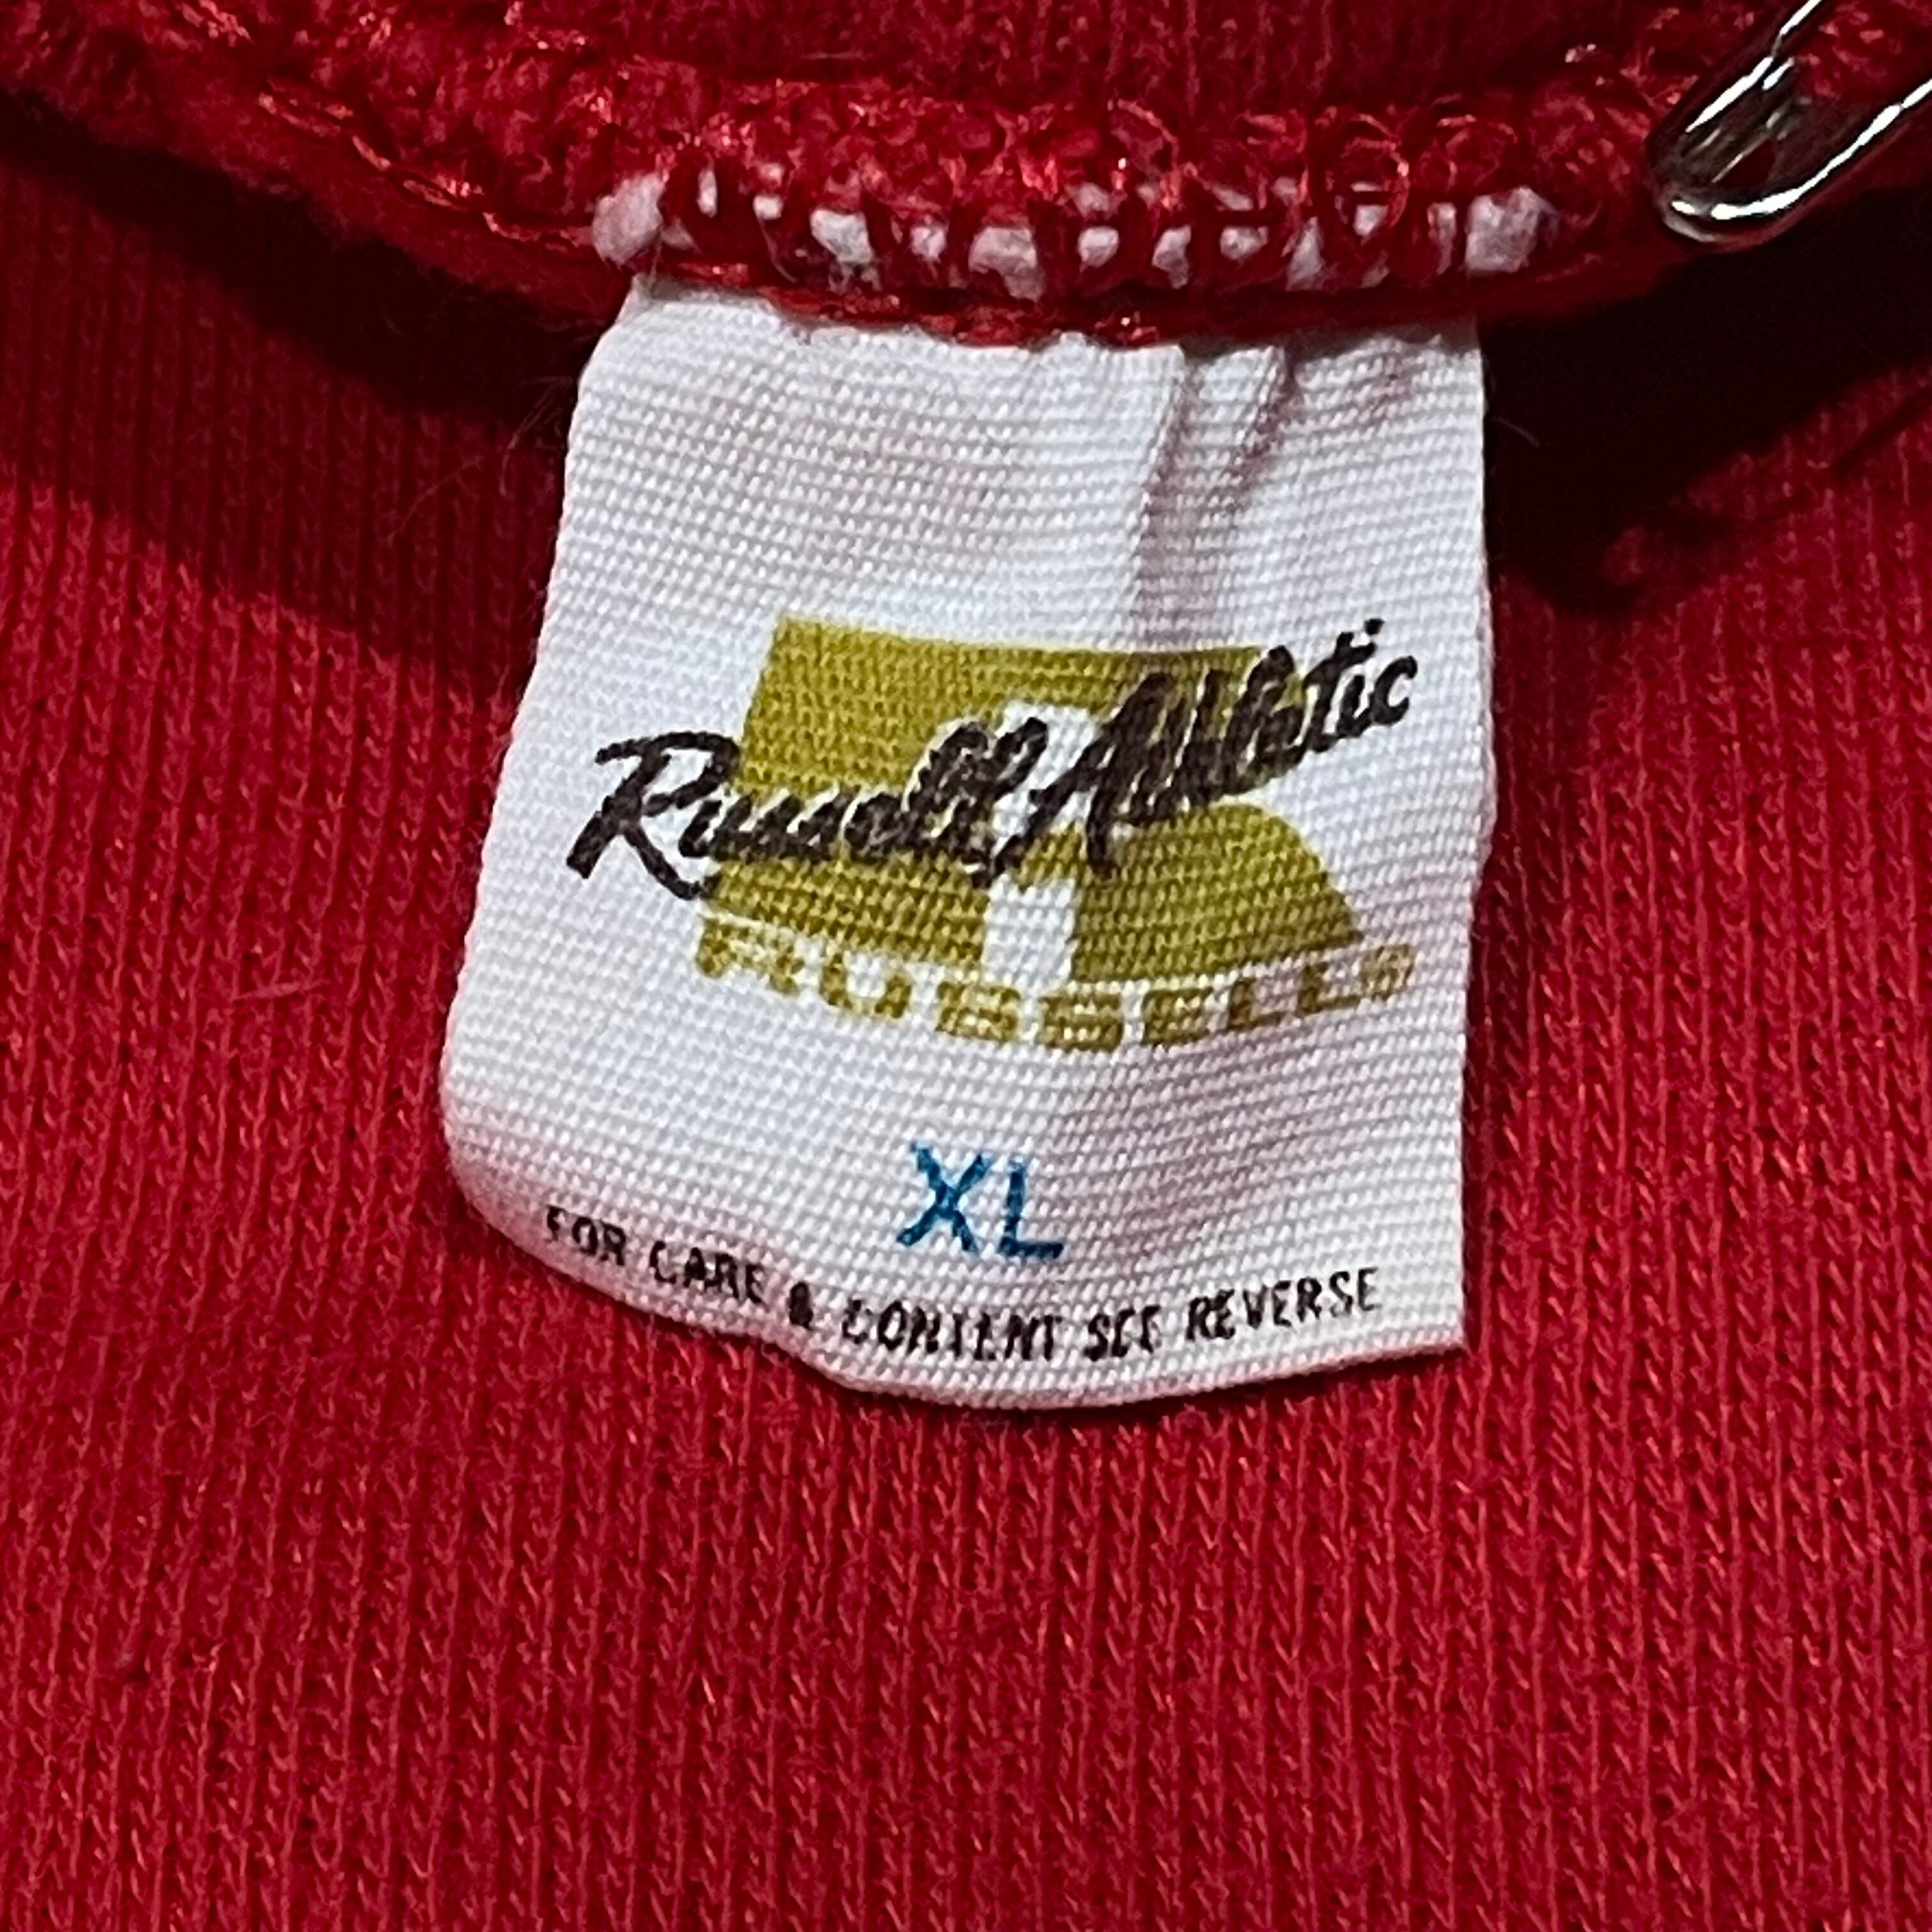 Russell Athletic
RUSSELL®
XL
FOR CARE & CONTENT SEE REVERSE